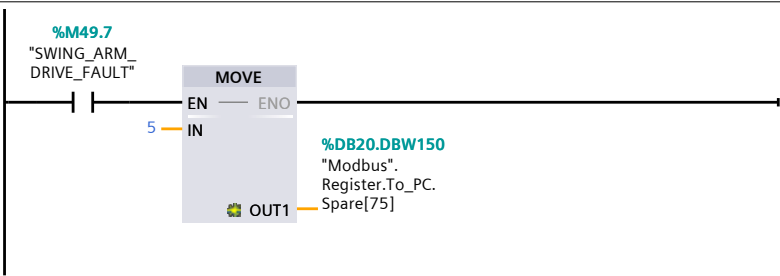 %M49.7
"SWING_ARM_
DRIVE_FAULT"
MOVE
EN
ENO
5
IN
%DB20.DBW150
"Modbus".
Register.To_PC.
Spare[75]
OUT1